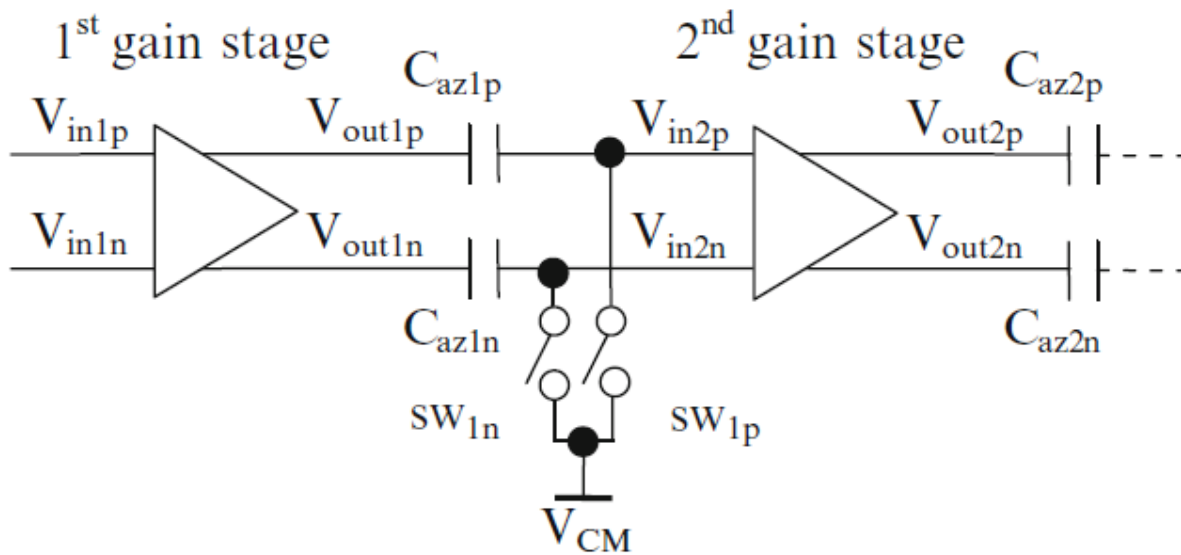 1st gain stage
2nd gain stage
Caz1p
Caz2p
Vin1p
Vout1p
Vin2p
Vout2p
Vin1n
Vout1n
Vin2n
Vout2n
Caz1n
Caz2n
SW1n
SW1p
VCM